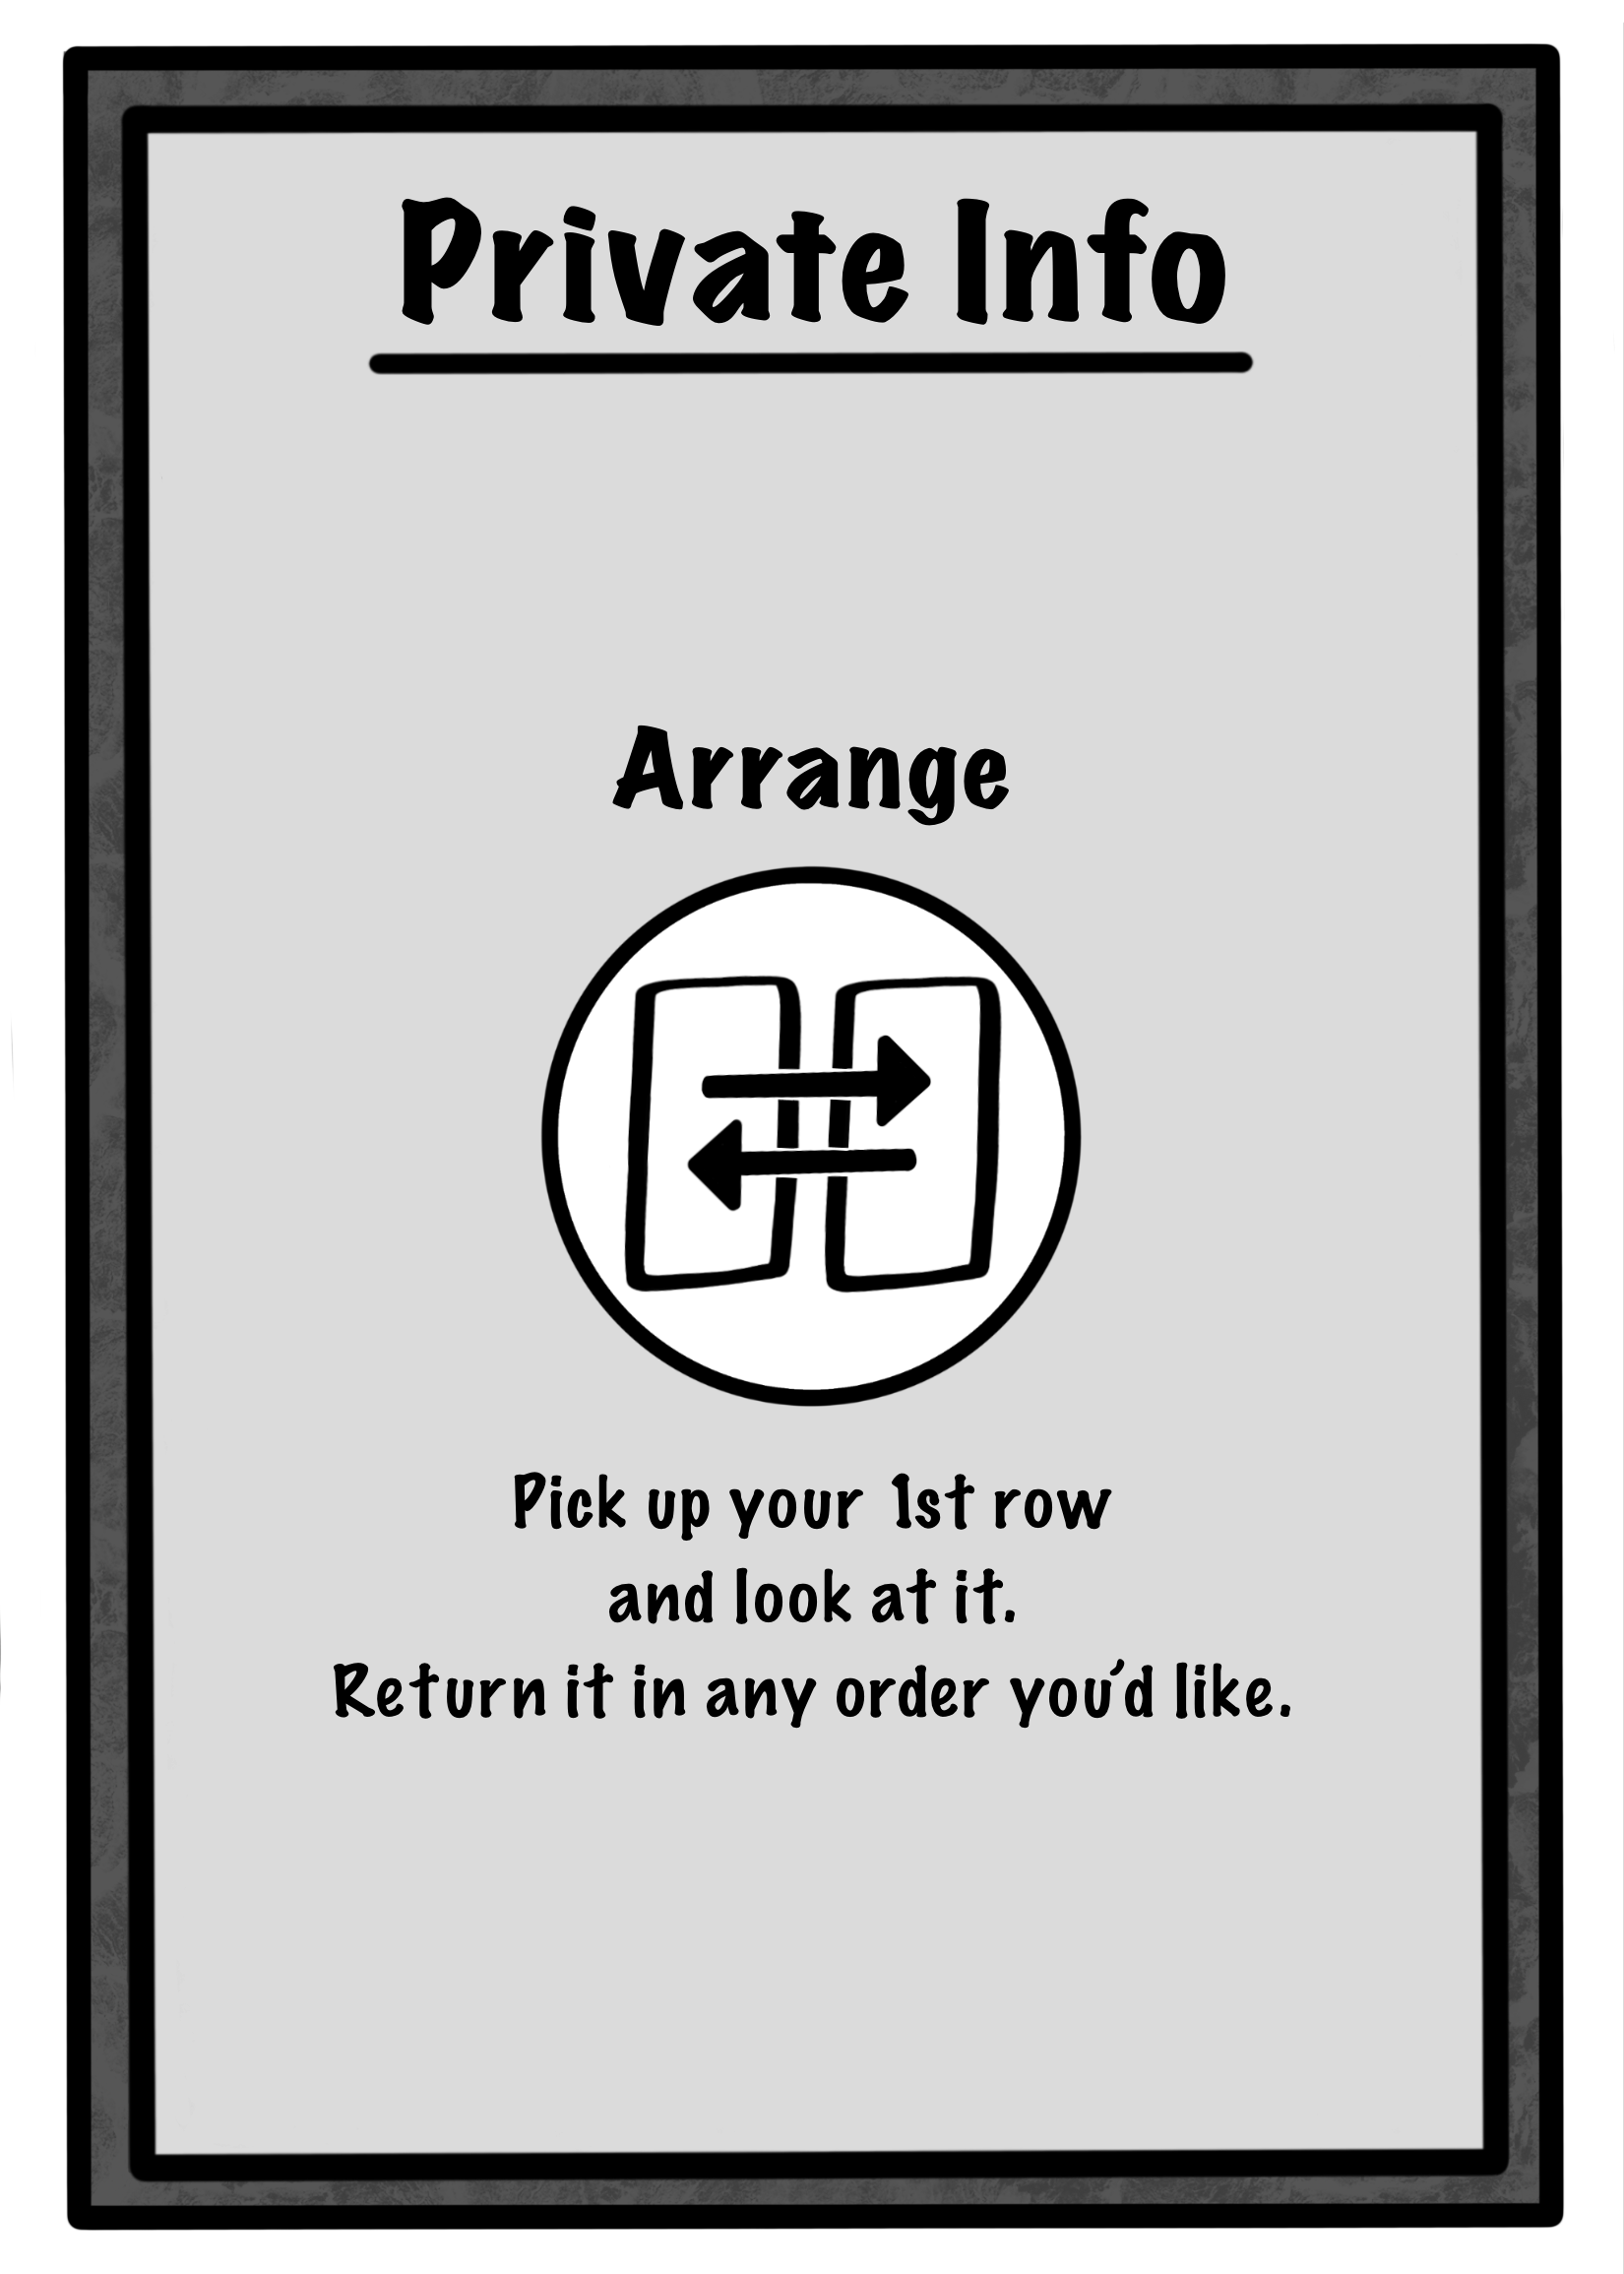 Private Info
Arrange
Pick up your 1st row
and look at it.
Return it in any order you'd like.